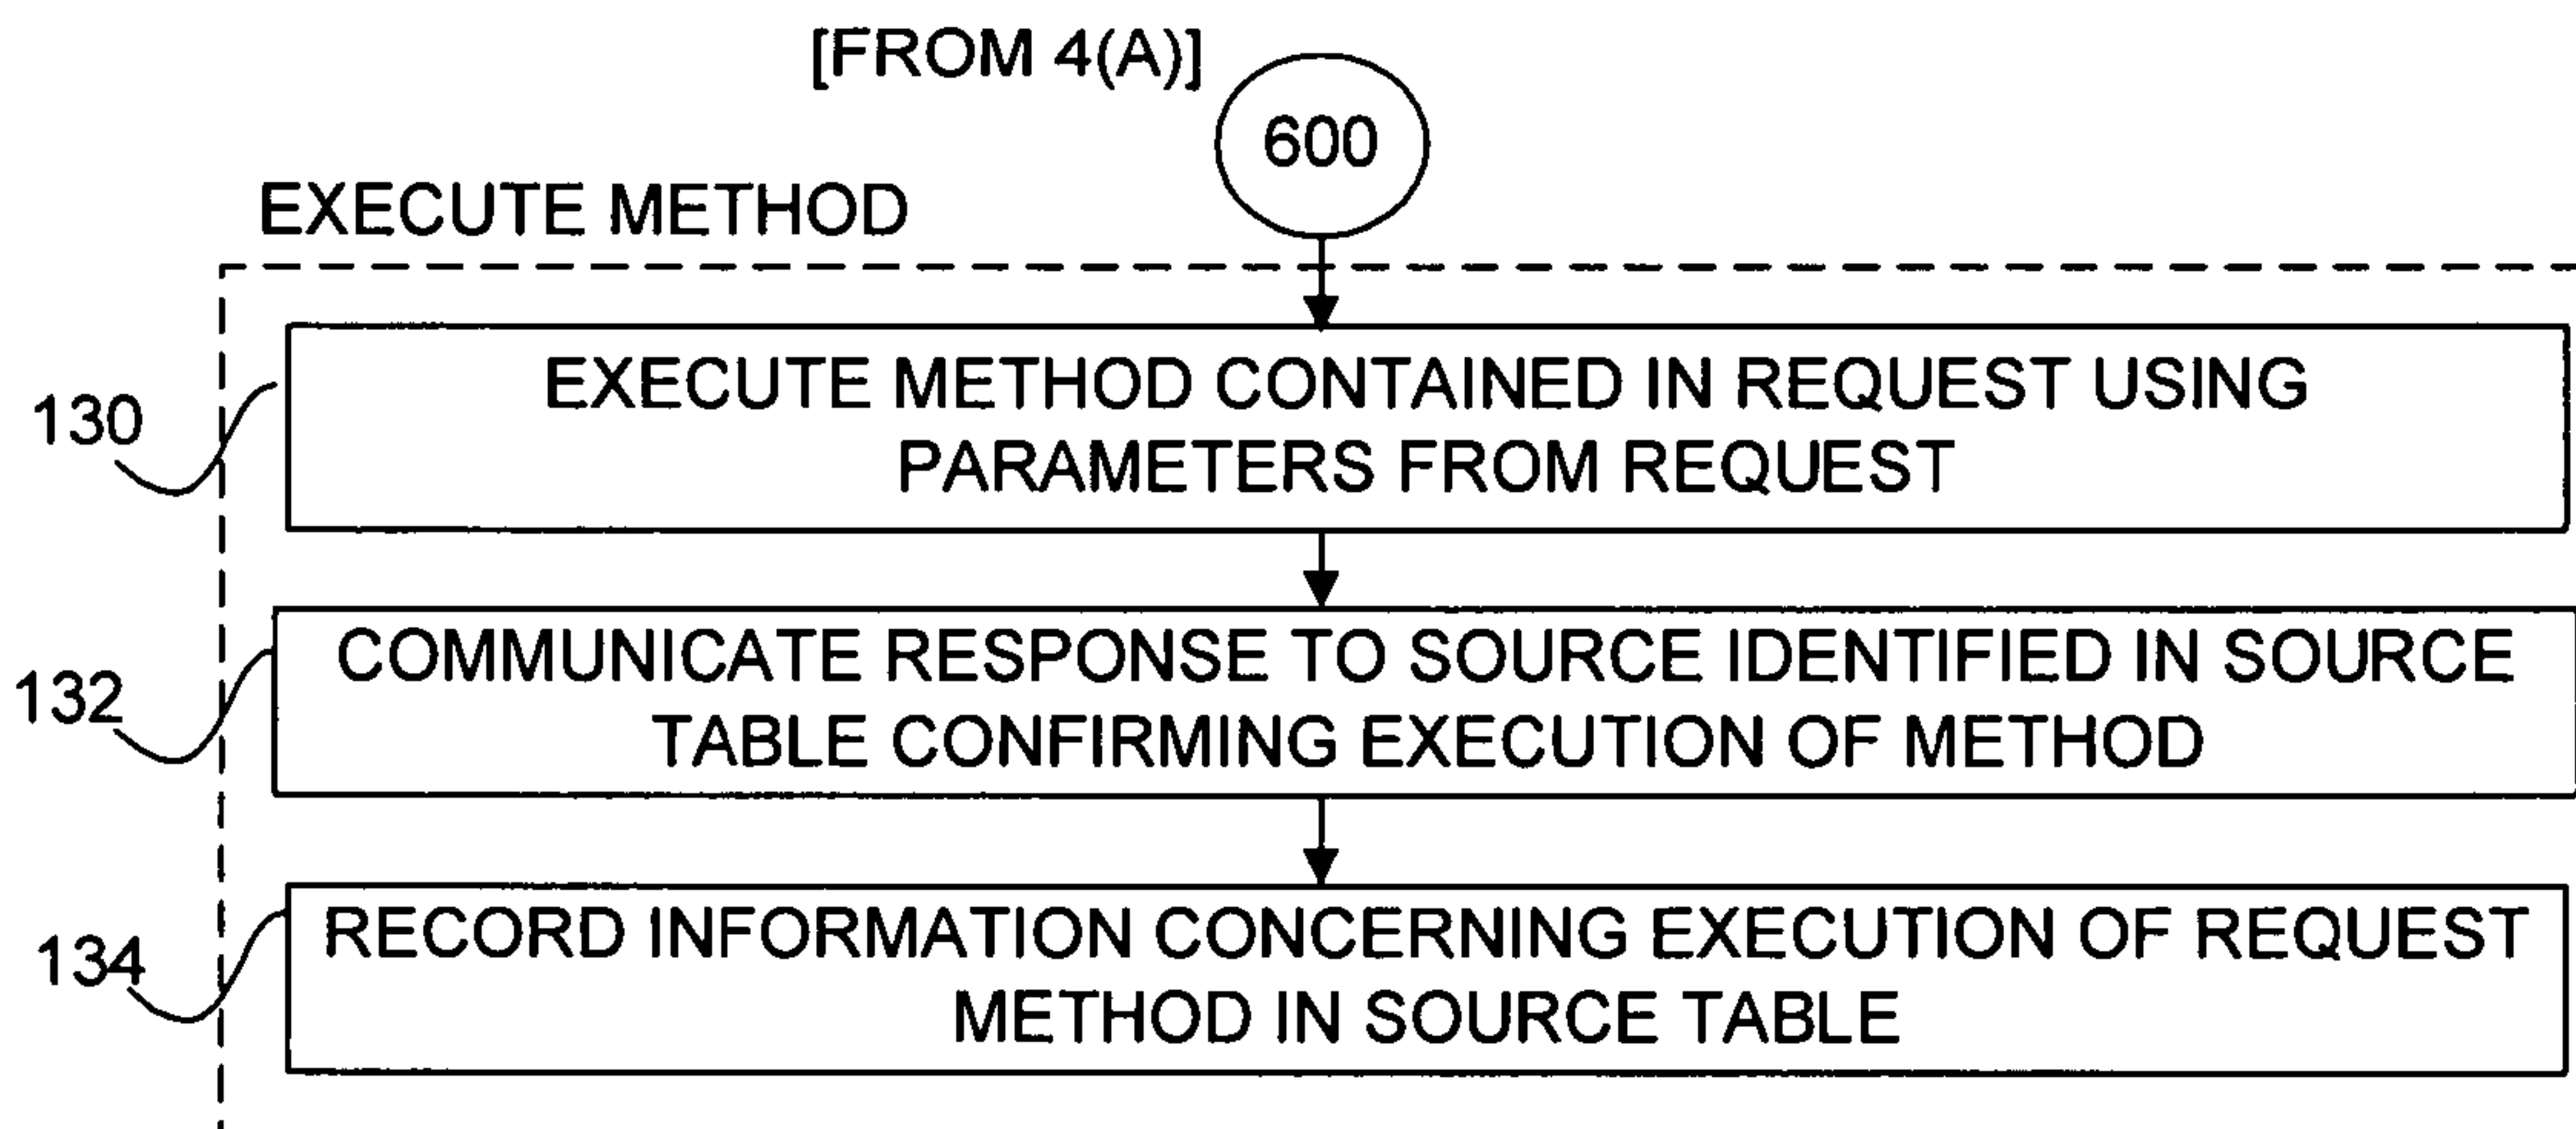 [FROM 4(A)]
600
EXECUTE METHOD
130
EXECUTE METHOD CONTAINED IN REQUEST USING
PARAMETERS FROM REQUEST
132
COMMUNICATE RESPONSE TO SOURCE IDENTIFIED IN SOURCE
TABLE CONFIRMING EXECUTION OF METHOD
134
RECORD INFORMATION CONCERNING EXECUTION OF REQUEST
METHOD IN SOURCE TABLE